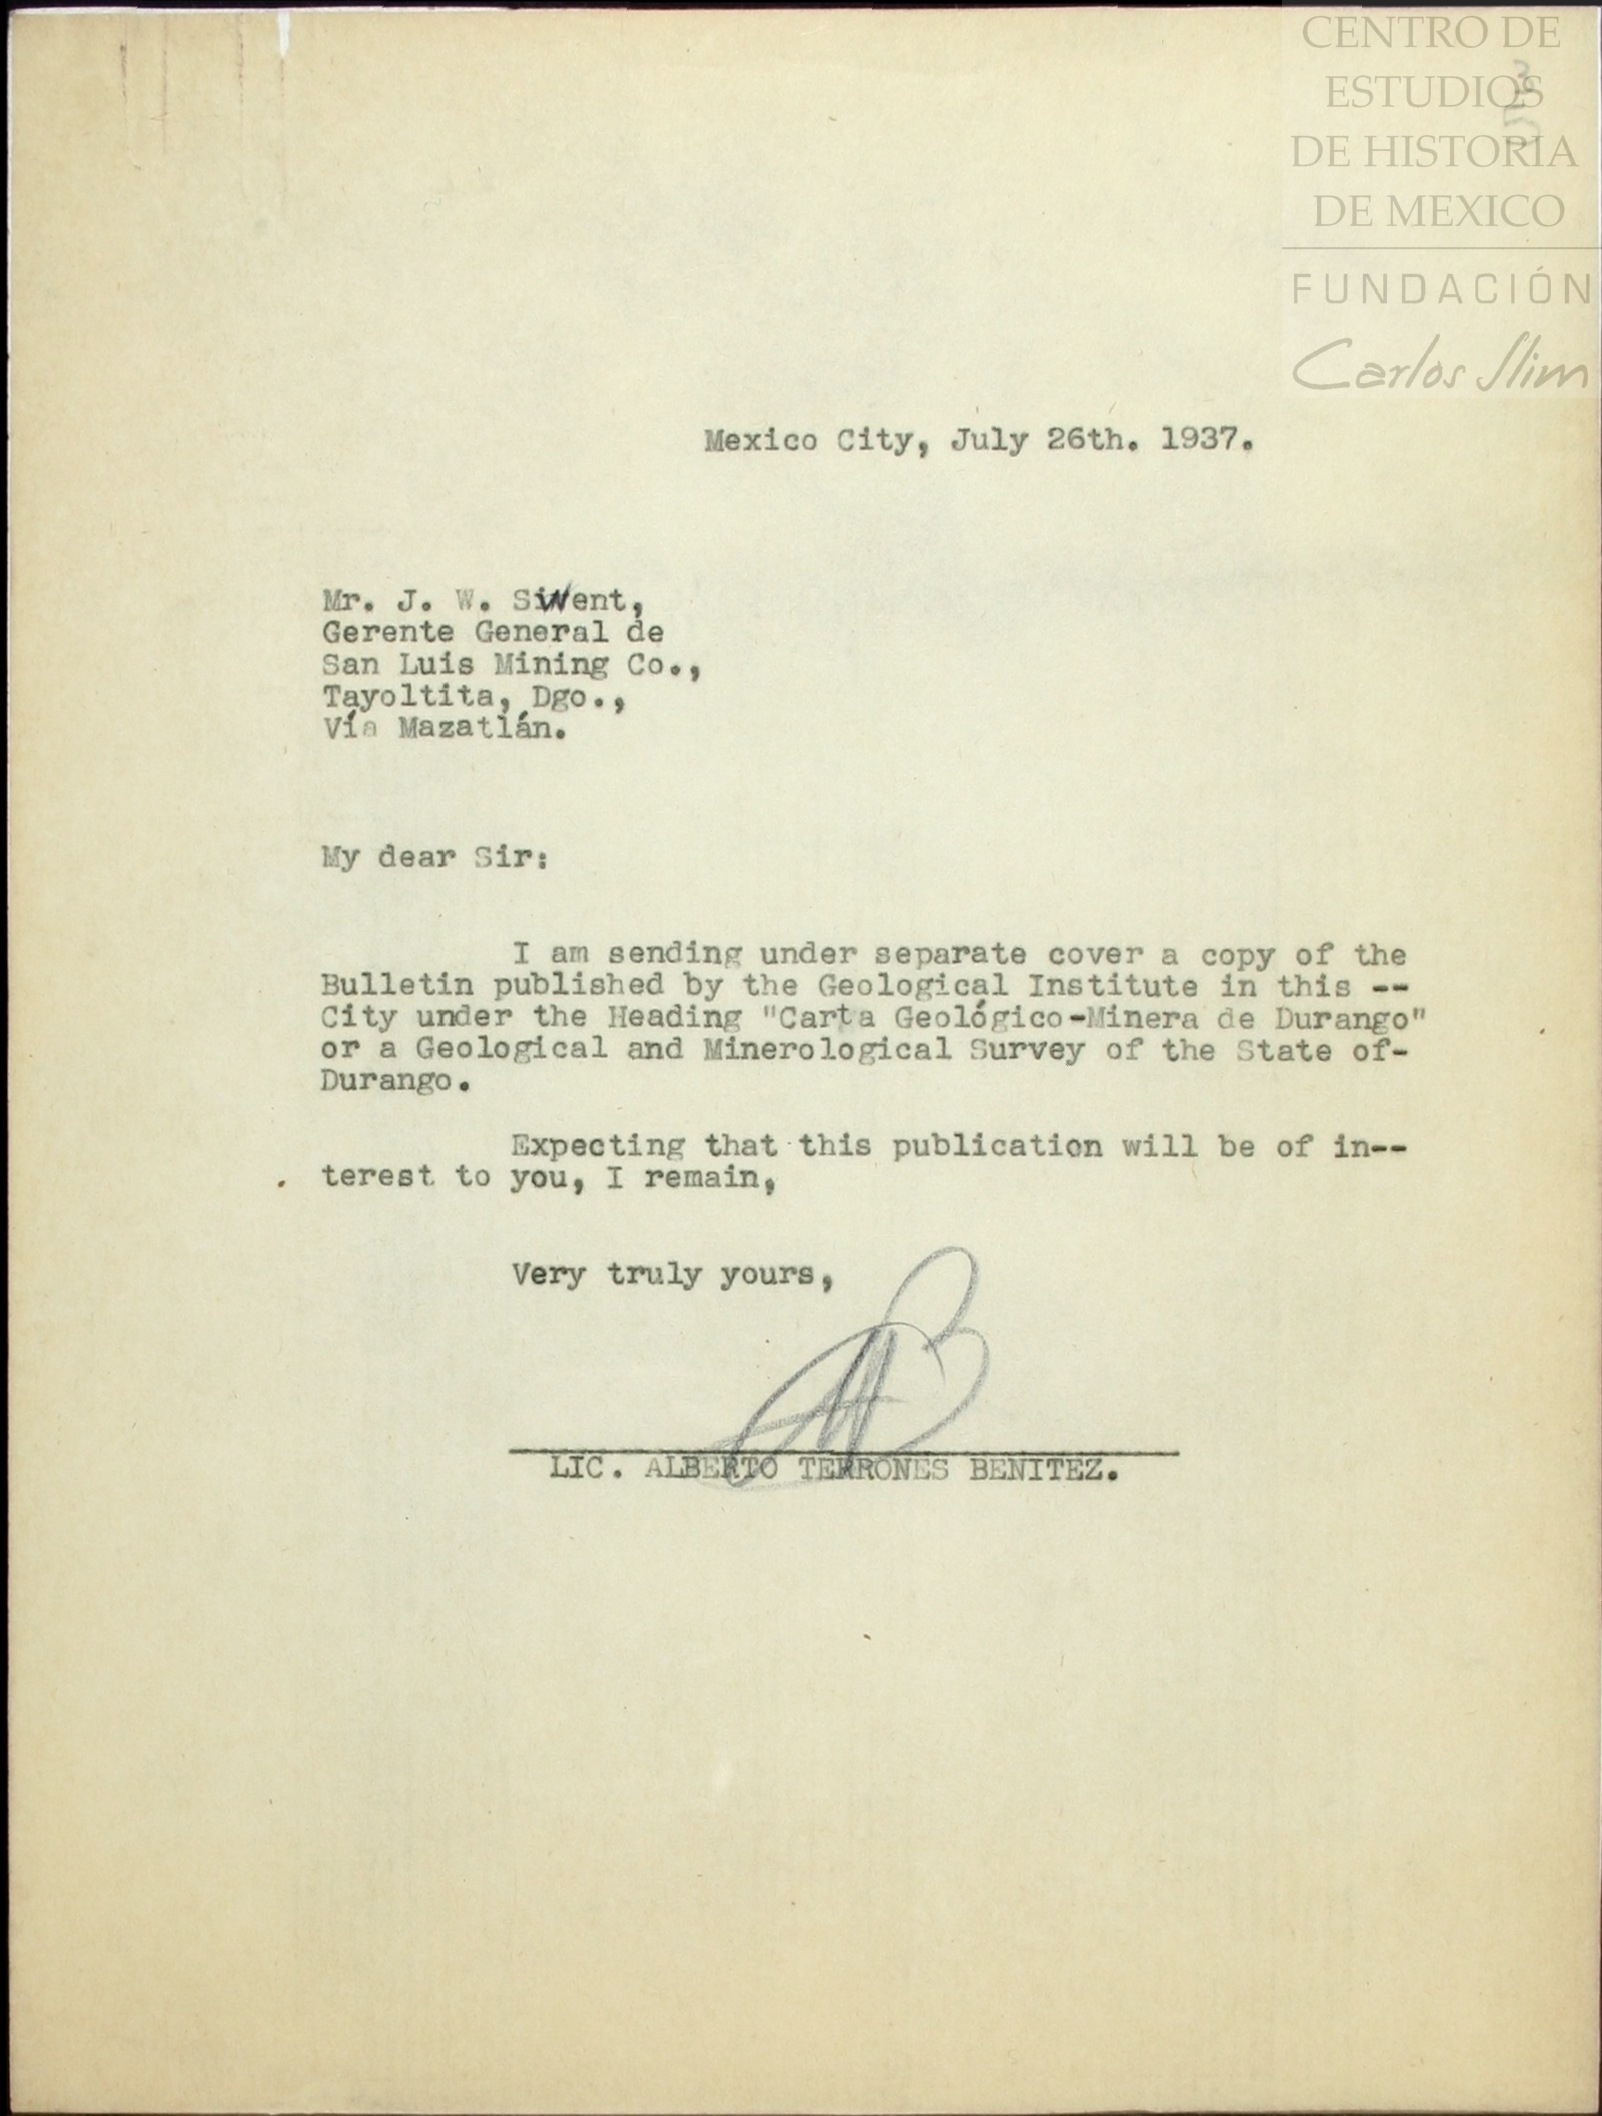 CENTRO DE
ESTUDIOS
DE HISTORIA
DE MEXICO
FUNDACIÓN
Carlos Slim
Mexico City, July 26th. 1937.
Mr. J. W.
Gerente General de
San Luis Mining Co.,
Tayoltita, Dgo.,
Vía Mazatlán.
My dear Sir:
I am sending under separate cover a copy of the
Bulletin published by the Geological Institute in this --
City under the Heading "Carta Geológico-Minera de Durango"
or a Geological and Minerological Survey of the State of-
Durango.
Expecting that this publication will be of in--
terest to you, I remain,
Very truly yours,
LIC. ALBERTO TERRONES BENITEZ.